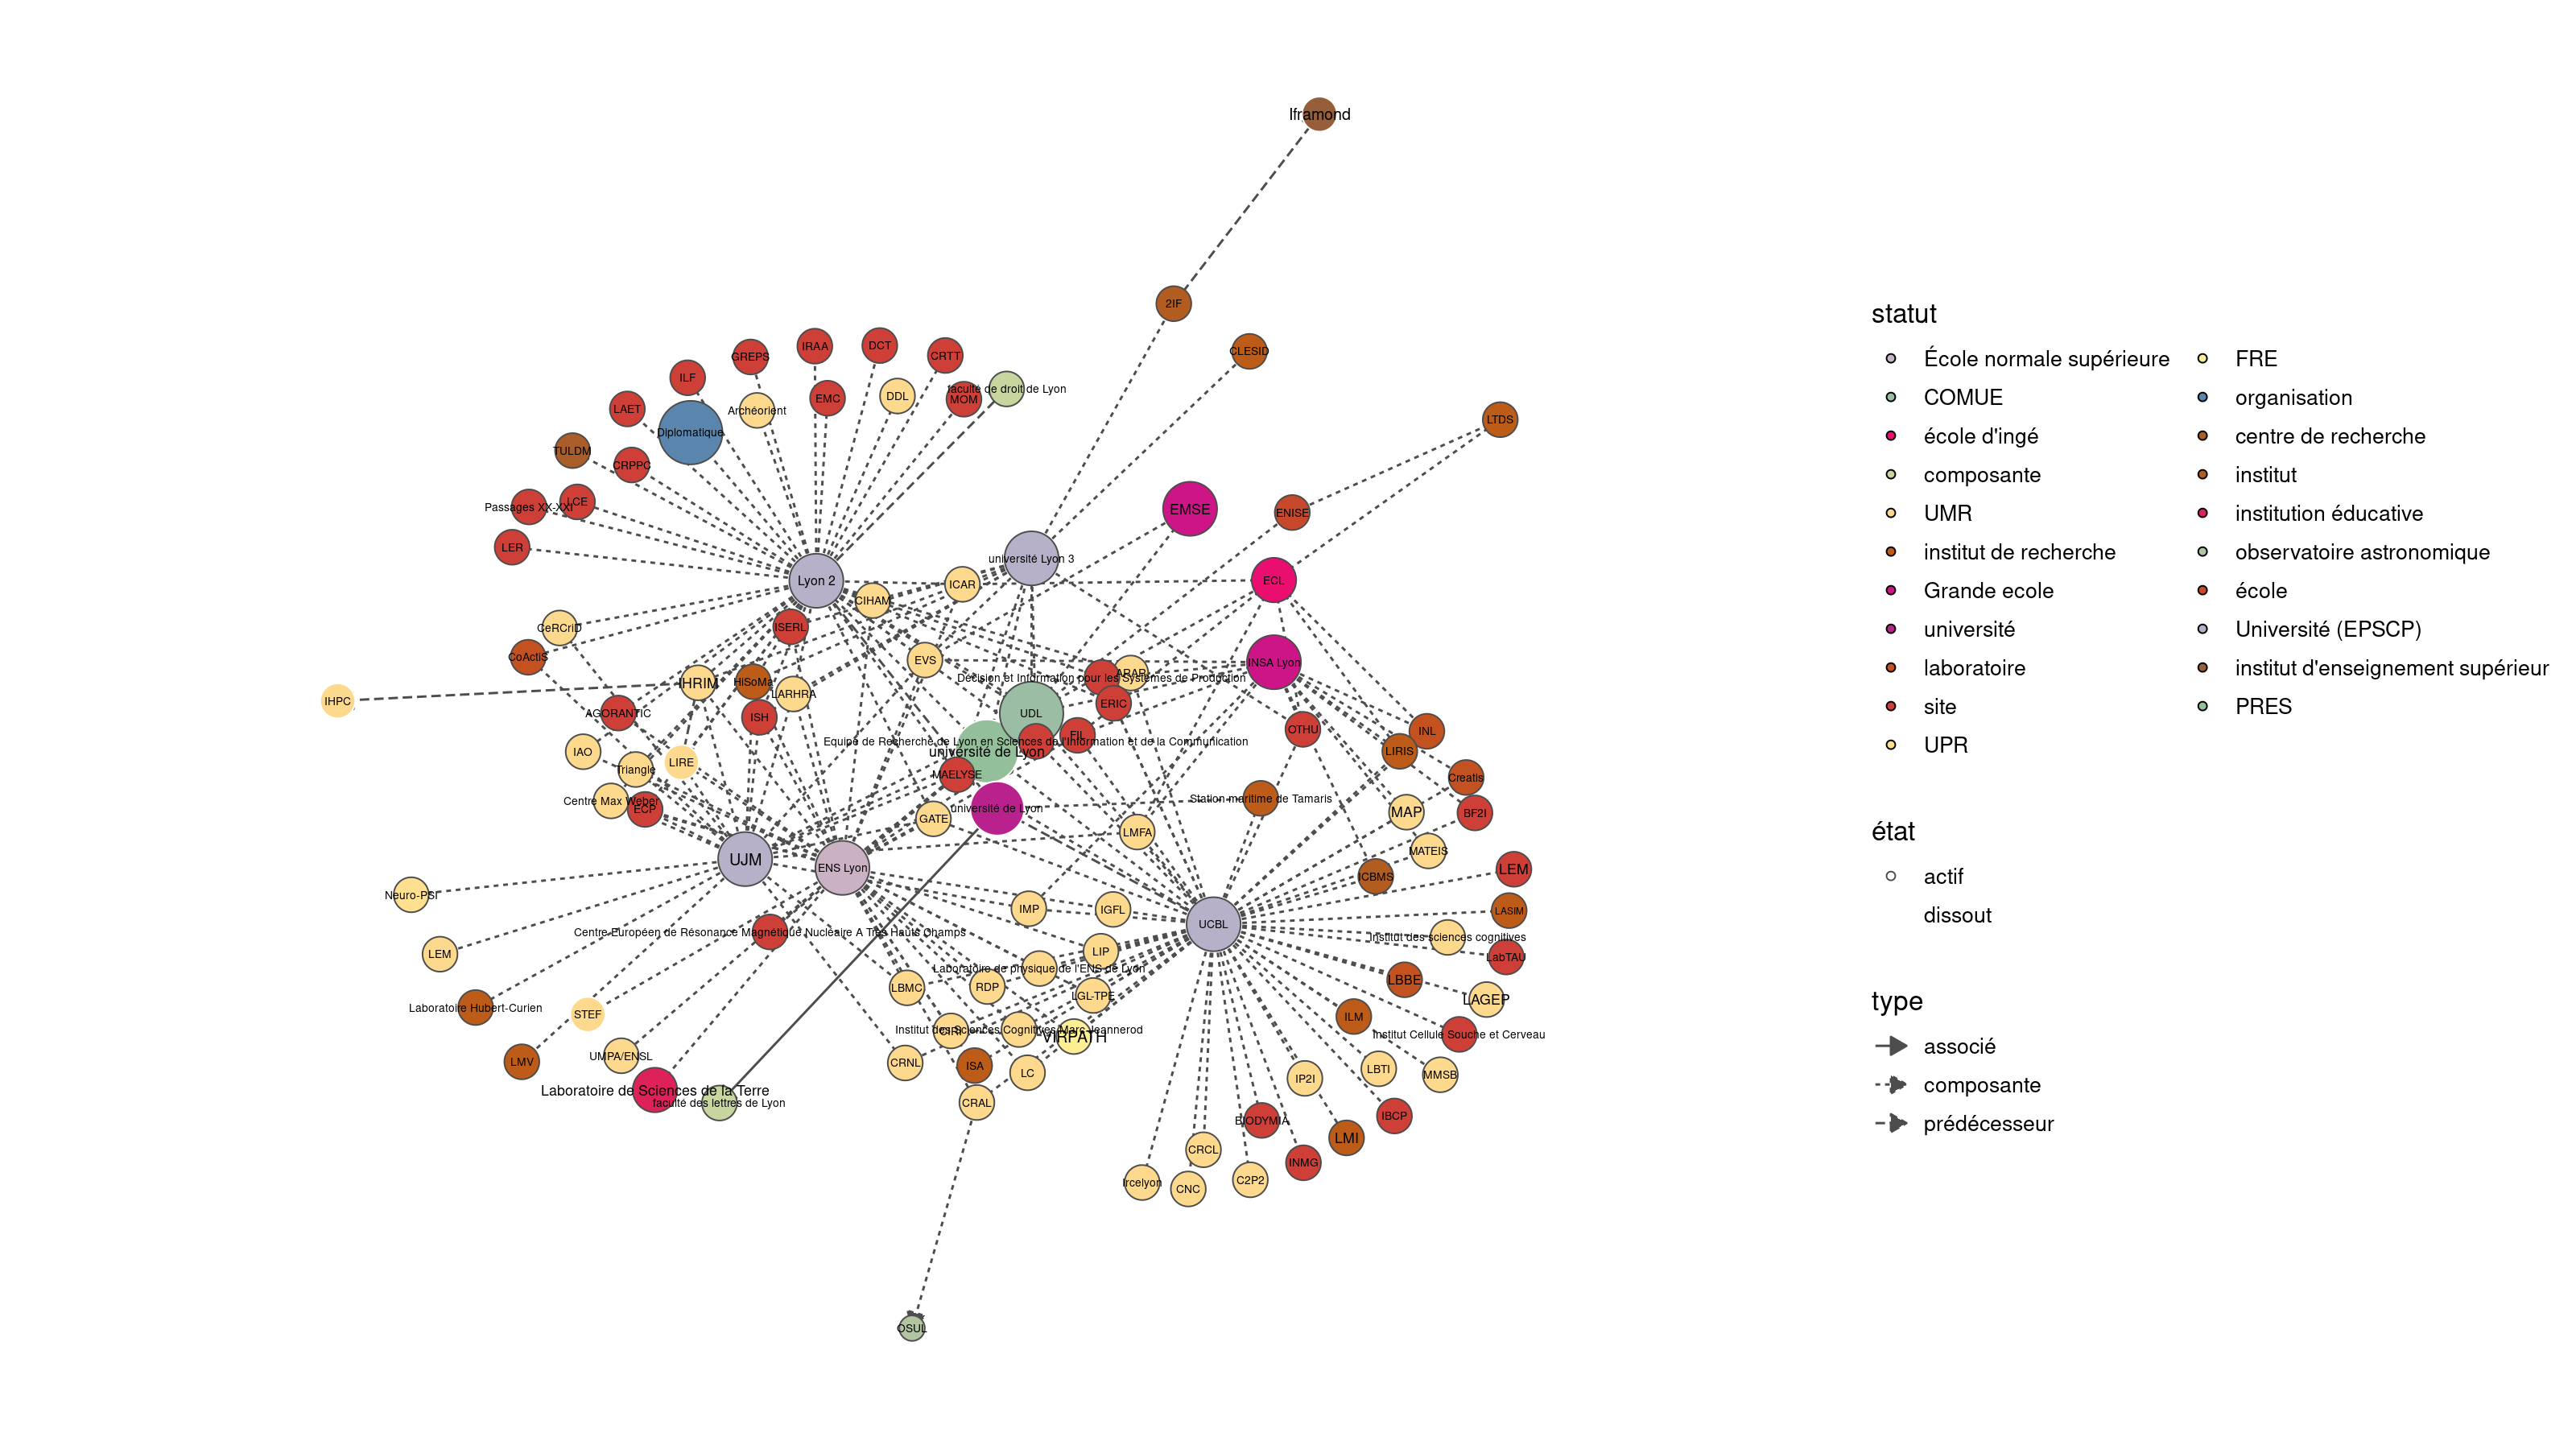 Iframond
2IF
CLESID
LTDS
IRAA
DCT
CRTT
GREPS
ILF
EMC
DDL
MOM
faculté de droit de Lyon
LAET
Archéorient
Diplomatique
TULDM
CRPPC
LCE
Passages XX-XXI
LER
EMSE
ENISE
université Lyon 3
Lyon 2
ICAR
ECL
CIHAM
ISERL
CeRCriD
CoActiS
EVS
INSA Lyon
ARAR
Décision et Information pour les Systèmes de Production
IHRIM
HiSoMa
LARHRA
IHPC
ERIC
AGORANTIC
ISH
UDL
OTHU
INL
FIL
Equipe de Recherche de Lyon en Sciences de l'Information et de la Communication
université de Lyon
IAO
LIRE
LIRIS
Triangle
MAELYSE
Creatis
Centre Max Weber
ECP
université de Lyon
Station maritime de Tamaris
MAP
BF2I
GATE
LMFA
MATEIS
UJM
ENS Lyon
LEM
ICBMS
Neuro-PSI
IMP
IGFL
LASIM
UCBL
Centre Européen de Résonance Magnétique Nucléaire A Très Hauts Champs
Institut des sciences cognitives
LEM
LIP
LabTAU
Laboratoire de physique de l'ENS de Lyon
LBBE
LBMC
RDP
LGL-TPE
LAGEP
Laboratoire Hubert-Curien
STEF
ILM
CIRI
Institut des Sciences Cognitives Marc Jeannerod
VIRPATH
Institut Cellule Souche et Cerveau
LMV
UMPA/ENSL
CRNL
ISA
LC
IP2I
LBTI
MMSB
Laboratoire de Sciences de la Terre
faculté des lettres de Lyon
CRAL
BIODYMIA
IBCP
LMI
CRCL
INMG
Ircelyon
CNC
C2P2
OSUL
statut
École normale supérieure
COMUE
école d'ingé
composante
UMR
institut de recherche
Grande ecole
université
laboratoire
site
UPR
FRE
organisation
centre de recherche
institut
institution éducative
observatoire astronomique
école
Université (EPSCP)
institut d'enseignement supérieur
PRES
état
actif
dissout
type
associé
composante
prédécesseur